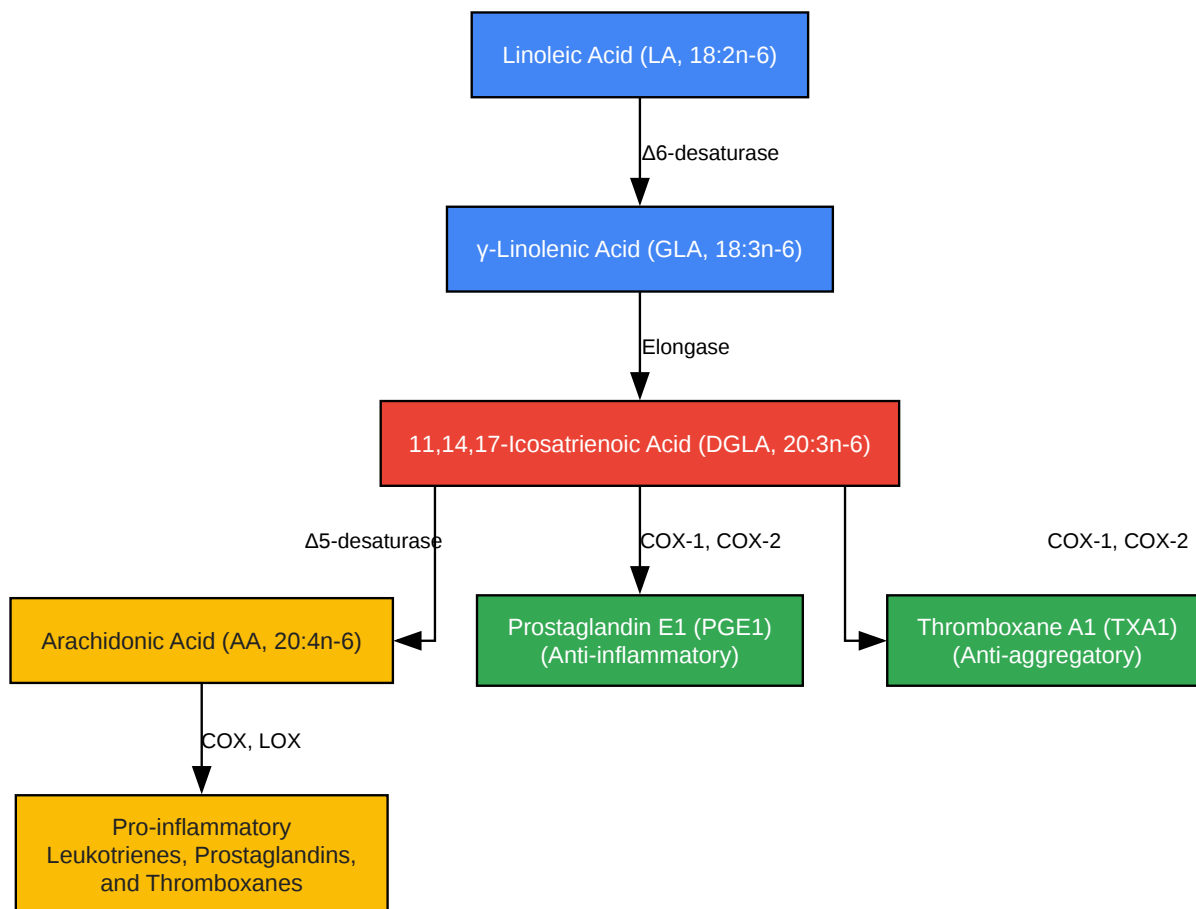 Linoleic Acid (LA, 18:2n-6)
Δ6-desaturase
γ-Linolenic Acid (GLA, 18:3n-6)
Elongase
11,14,17-Icosatrienoic Acid (DGLA, 20:3n-6)
Δ5-desaturase
COX-1, COX-2
COX-1, COX-2
Arachidonic Acid (AA, 20:4n-6)
Prostaglandin E1 (PGE1)
(Anti-inflammatory)
Thromboxane A1 (TXA1)
(Anti-aggregatory)
COX, LOX
Pro-inflammatory
Leukotrienes, Prostaglandins,
and Thromboxanes